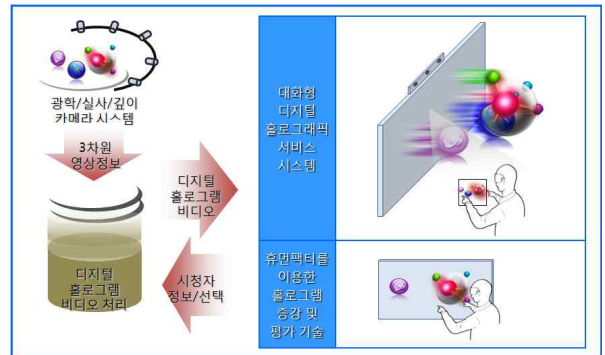 광학/실사/깊이
카메라 시스템
3차원
영상정보
디지털
홀로그램
비디오 처리
디지털
홀로그램
비디오
시청자
정보/선택
대화형
디지털
홀로그래픽
서비스
시스템
휴먼팩터를
이용한
홀로그램
증강 및
평가 기술